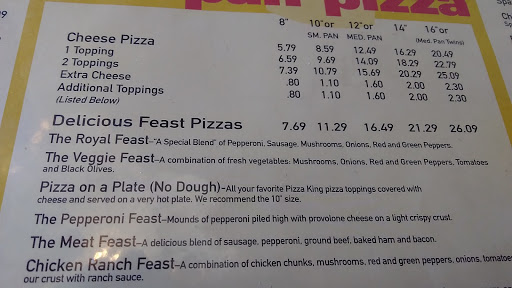 pan pizza
8" 10" or 12" or 14" 16" or
SM. PAN MED. PAN (Med. Pan Twins)
Cheese Pizza 5.79 8.59 12.49 16.29 20.49
1 Topping 6.59 9.69 14.09 18.29 22.79
2 Toppings 7.39 10.79 15.69 20.29 25.09
Extra Cheese .80 1.10 1.60 2.00 2.30
Additional Toppings .80 1.10 1.60 2.00 2.30
(Listed Below)
Delicious Feast Pizzas 7.69 11.29 16.49 21.29 26.09
The Royal Feast–"A Special Blend" of Pepperoni, Sausage, Mushrooms, Onions, Red and Green Peppers.
The Veggie Feast–A combination of fresh vegetables: Mushrooms, Onions, Red and Green Peppers, Tomatoes
and Black Olives.
Pizza on a Plate (No Dough)-All your favorite Pizza King pizza toppings covered with
cheese and served on a very hot plate. We recommend the 10" size.
The Pepperoni Feast–Mounds of pepperoni piled high with provolone cheese on a light crispy crust.
The Meat Feast–A delicious blend of sausage, pepperoni, ground beef, baked ham and bacon.
Chicken Ranch Feast–A combination of chicken chunks, mushrooms, red and green peppers, onions, tomatoes
our crust with ranch sauce.